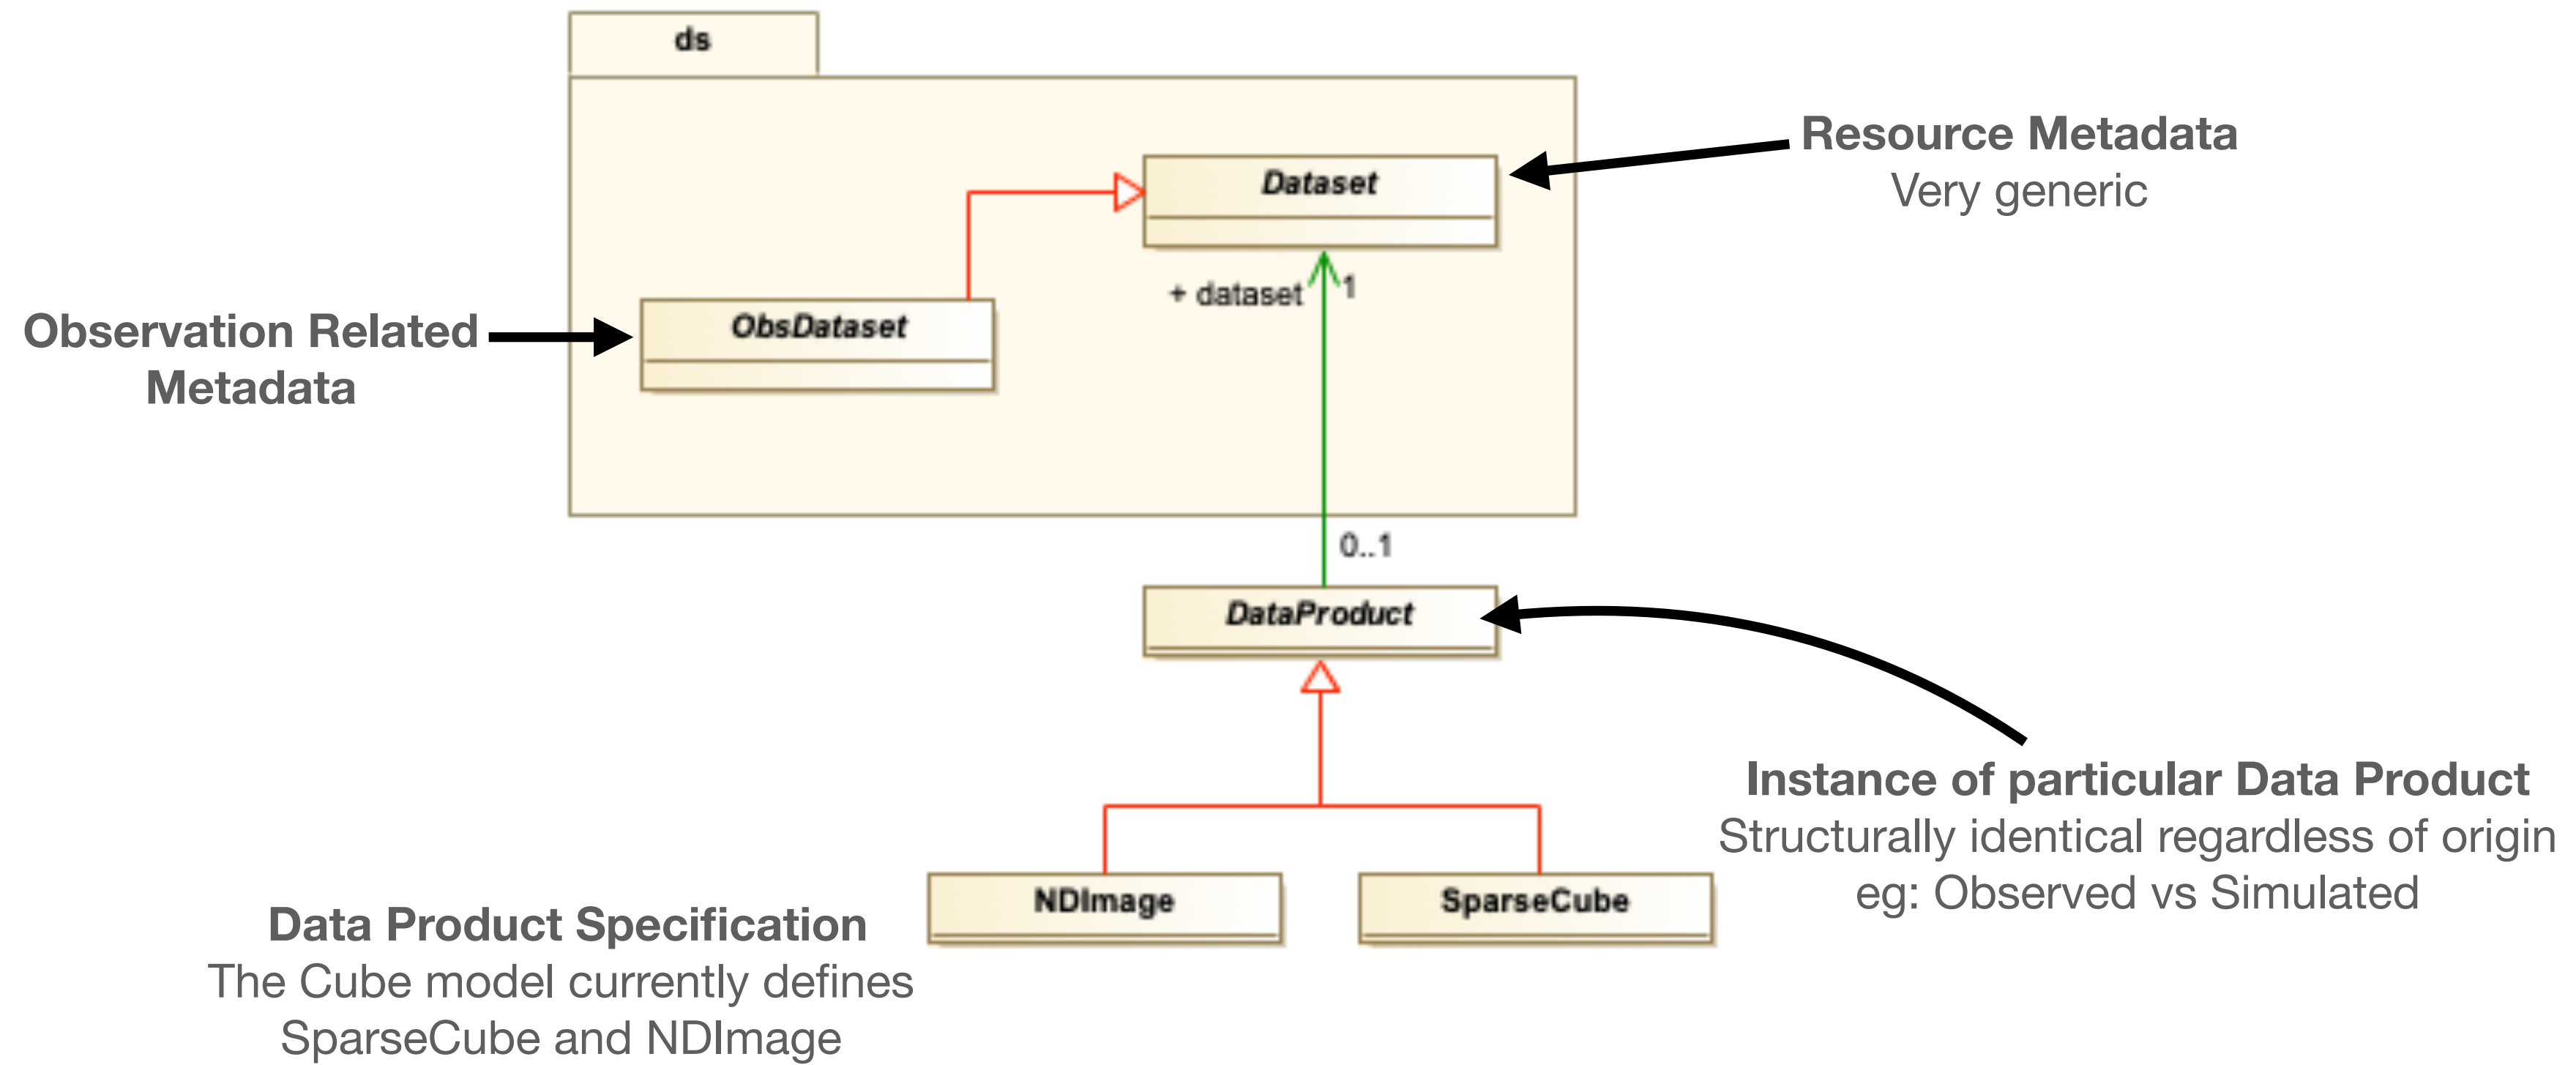 ds
Resource Metadata
Very generic
Dataset
+ dataset
1
Observation Related
Metadata
ObsDataset
0..1
DataProduct
Instance of particular Data Product
Structurally identical regardless of origin
eg: Observed vs Simulated
NDImage
SparseCube
Data Product Specification
The Cube model currently defines
SparseCube and NDImage